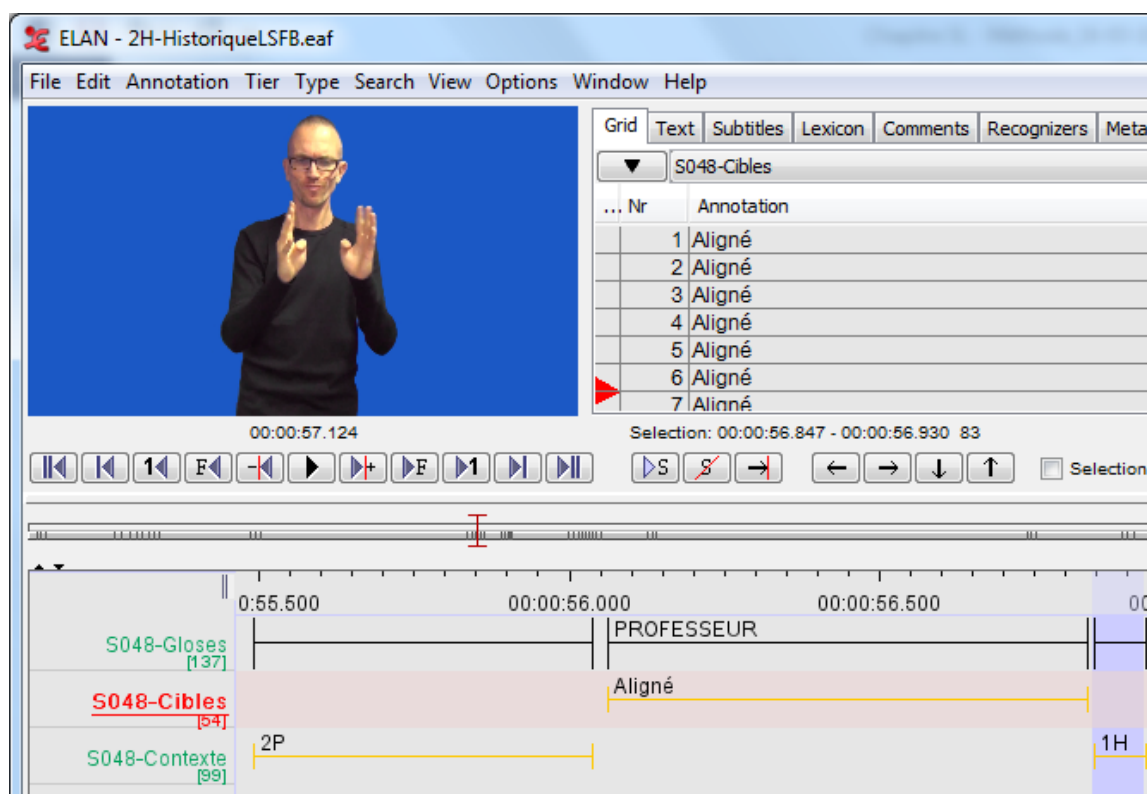 ELAN - 2H-HistoriqueLSFB.eaf
File Edit Annotation Tier Type Search View Options Window Help
Grid Text Subtitles Lexicon Comments Recognizers Meta
▼ S048-Cibles
... Nr Annotation
1 Aligné
2 Aligné
3 Aligné
4 Aligné
5 Aligné
6 Aligné
7 Aligné
00:00:57.124
Selection: 00:00:56.847 - 00:00:56.930 83
1 F - + F 1 S S Selection
0:55.500 00:00:56.000 00:00:56.500 00
S048-Gloses PROFESSEUR
[137]
S048-Cibles Aligné
[54]
S048-Contexte 2P 1H
[99]